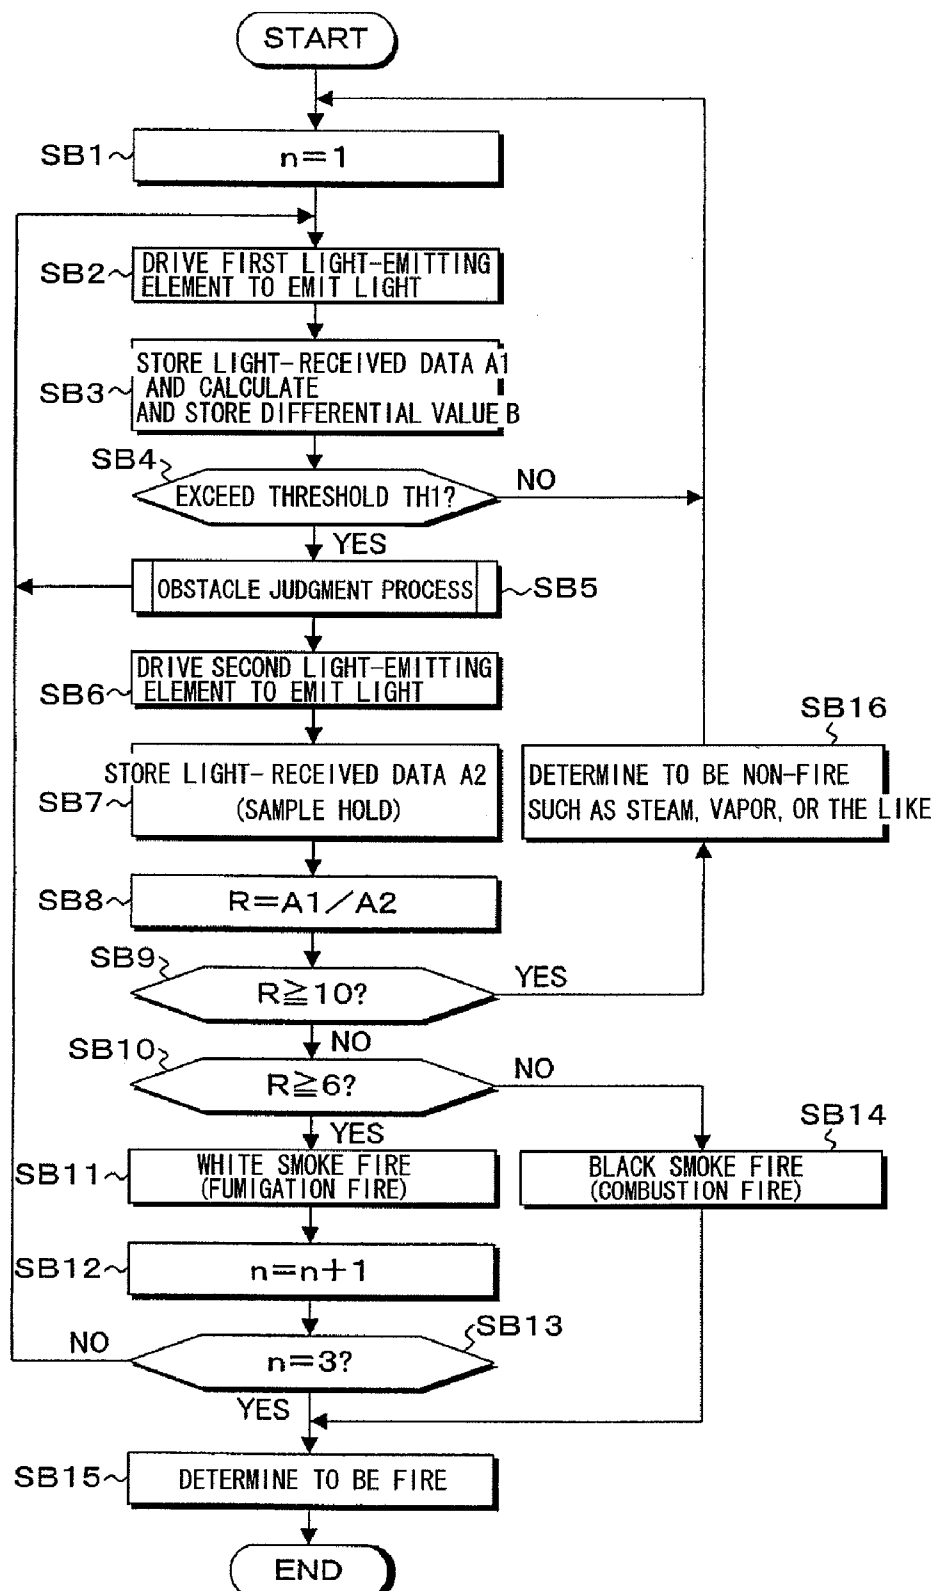 START
SB1
n=1
SB2
DRIVE FIRST LIGHT-EMITTING
ELEMENT TO EMIT LIGHT
SB3
STORE LIGHT-RECEIVED DATA A1
AND CALCULATE
AND STORE DIFFERENTIAL VALUE B
SB4
EXCEED THRESHOLD TH1?
NO
YES
OBSTACLE JUDGMENT PROCESS
SB5
SB6
DRIVE SECOND LIGHT-EMITTING
ELEMENT TO EMIT LIGHT
SB7
STORE LIGHT-RECEIVED DATA A2
(SAMPLE HOLD)
SB16
DETERMINE TO BE NON-FIRE
SUCH AS STEAM, VAPOR, OR THE LIKE
SB8
R=A1/A2
SB9
R≧10?
YES
NO
SB10
R≧6?
NO
YES
SB11
WHITE SMOKE FIRE
(FUMIGATION FIRE)
SB14
BLACK SMOKE FIRE
(COMBUSTION FIRE)
SB12
n=n+1
SB13
n=3?
NO
YES
SB15
DETERMINE TO BE FIRE
END